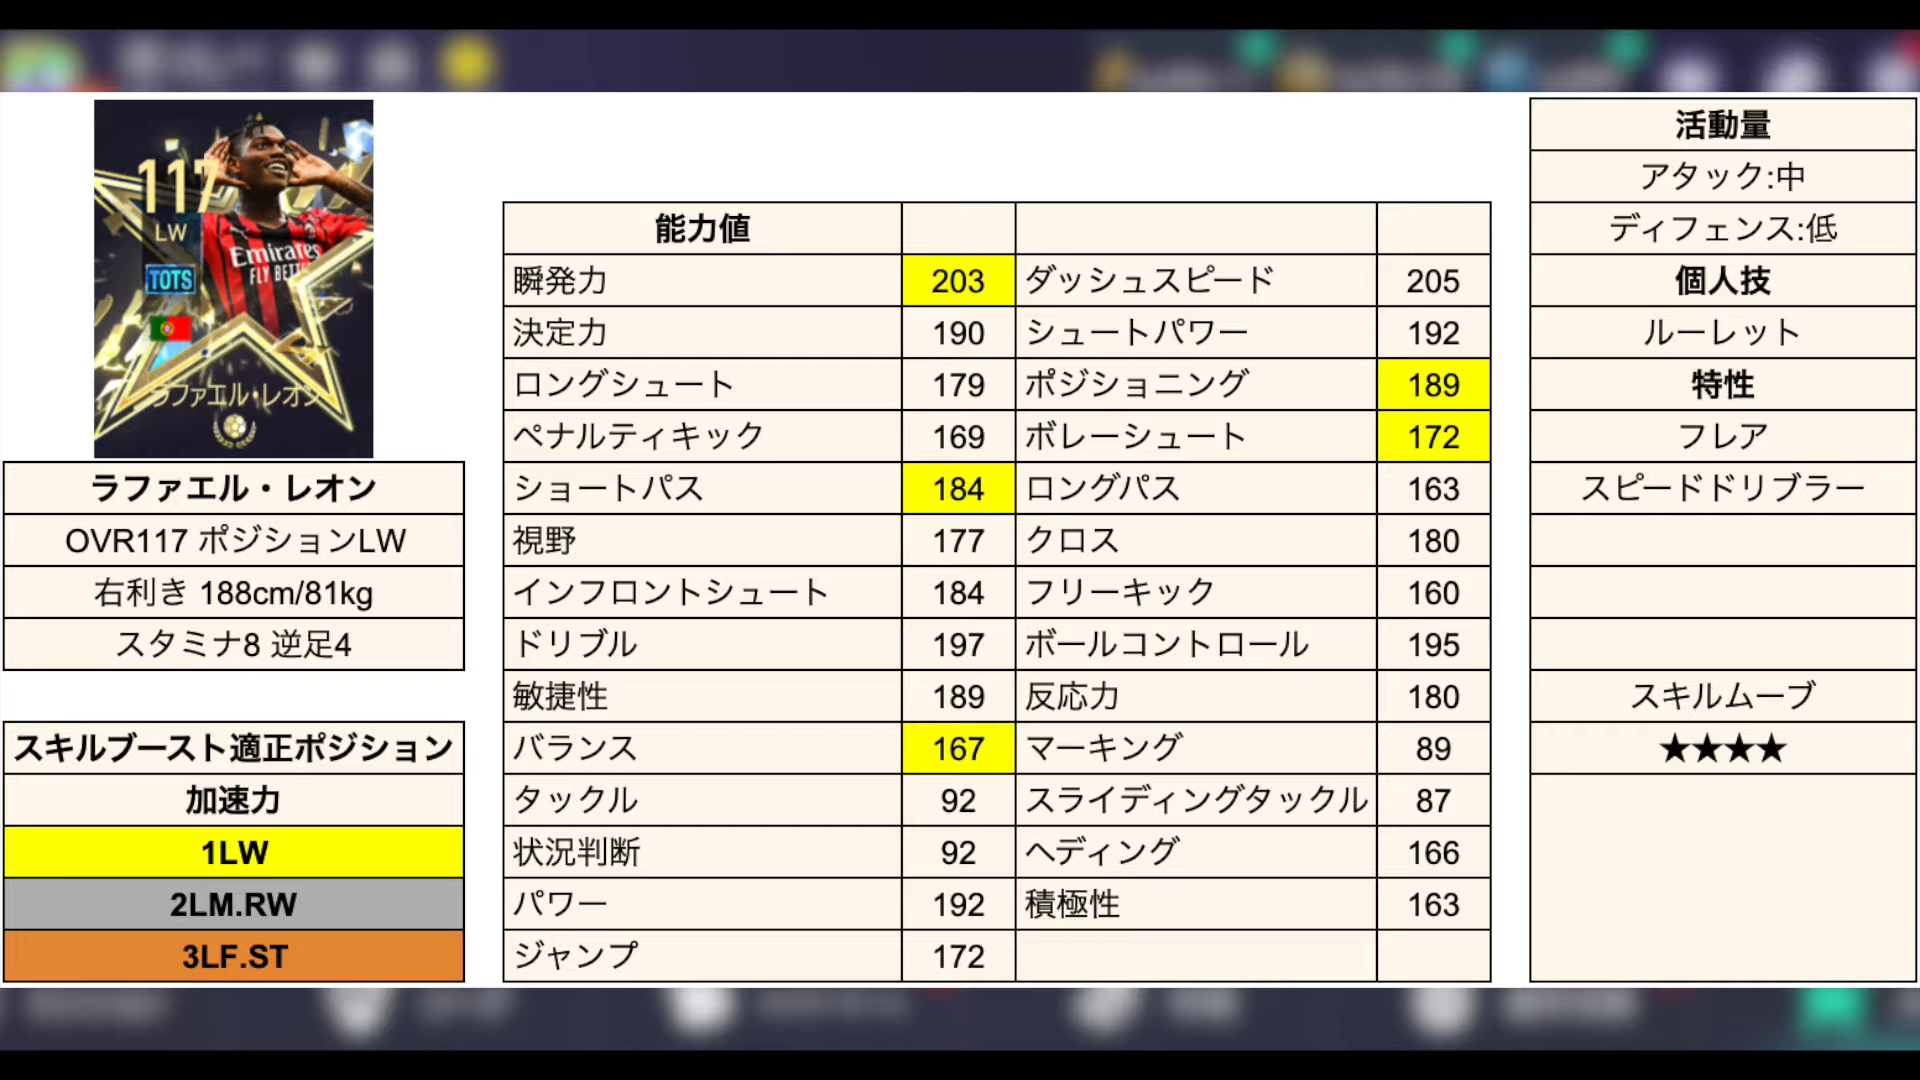 117
LW
TOTS
Emirates
FLY BETTER
ラファエル・レオン
ラファエル・レオン
OVR117 ポジションLW
右利き 188cm/81kg
スタミナ8 逆足4
スキルブースト適正ポジション
加速力
1LW
2LM.RW
3LF.ST
能力値
瞬発力 203 ダッシュスピード 205
決定力 190 シュートパワー 192
ロングシュート 179 ポジショニング 189
ペナルティキック 169 ボレーシュート 172
ショートパス 184 ロングパス 163
視野 177 クロス 180
インフロントシュート 184 フリーキック 160
ドリブル 197 ボールコントロール 195
敏捷性 189 反応力 180
バランス 167 マーキング 89
タックル 92 スライディングタックル 87
状況判断 92 ヘディング 166
パワー 192 積極性 163
ジャンプ 172
活動量
アタック:中
ディフェンス:低
個人技
ルーレット
特性
フレア
スピードドリブラー
スキルムーブ
★★★★